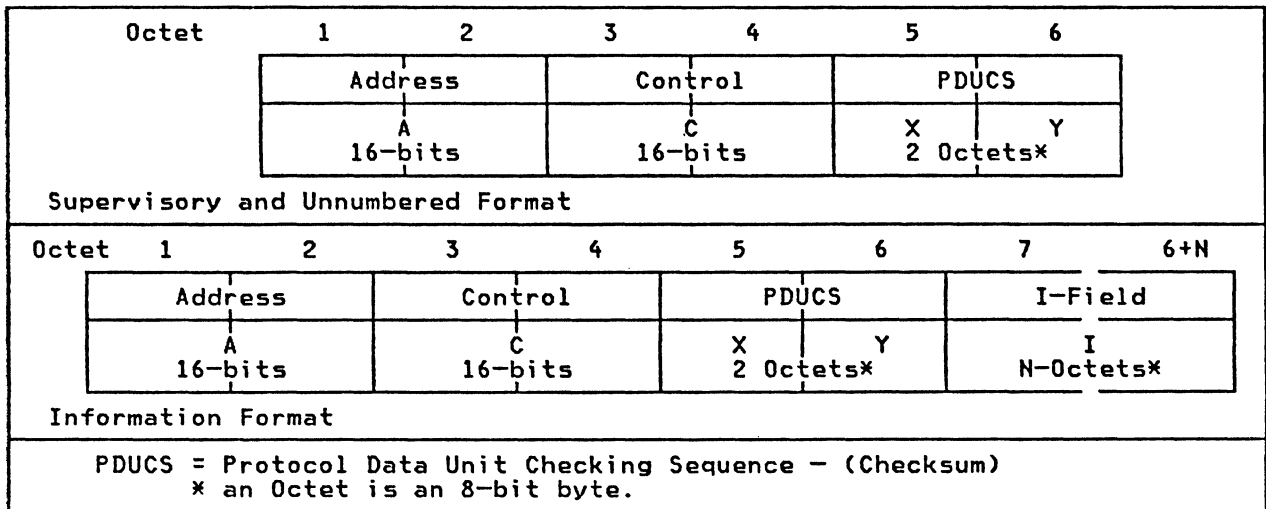 Octet 1 2 3 4 5 6
Address Control PDUCS
A C X Y
16-bits 16-bits 2 Octets*
Supervisory and Unnumbered Format
Octet 1 2 3 4 5 6 7 6+N
Address Control PDUCS I-Field
A C X Y I
16-bits 16-bits 2 Octets* N-Octets*
Information Format
PDUCS = Protocol Data Unit Checking Sequence - (Checksum)
* an Octet is an 8-bit byte.